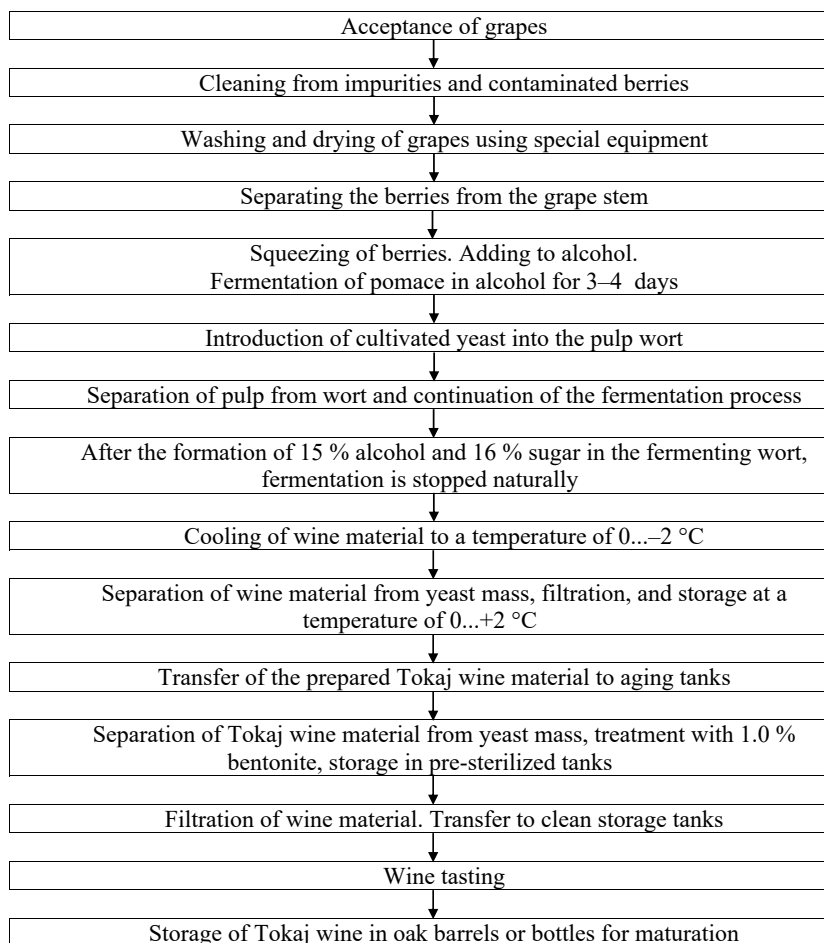 Acceptance of grapes
Cleaning from impurities and contaminated berries
Washing and drying of grapes using special equipment
Separating the berries from the grape stem
Squeezing of berries. Adding to alcohol.
Fermentation of pomace in alcohol for 3–4 days
Introduction of cultivated yeast into the pulp wort
Separation of pulp from wort and continuation of the fermentation process
After the formation of 15 % alcohol and 16 % sugar in the fermenting wort,
fermentation is stopped naturally
Cooling of wine material to a temperature of 0...–2 °C
Separation of wine material from yeast mass, filtration, and storage at a
temperature of 0...+2 °C
Transfer of the prepared Tokaj wine material to aging tanks
Separation of Tokaj wine material from yeast mass, treatment with 1.0 %
bentonite, storage in pre-sterilized tanks
Filtration of wine material. Transfer to clean storage tanks
Wine tasting
Storage of Tokaj wine in oak barrels or bottles for maturation